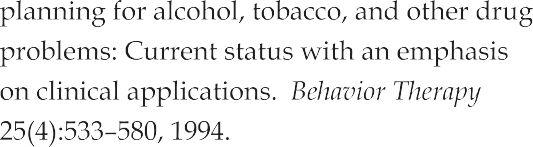 planning for alcohol, tobacco, and other drug
problems: Current status with an emphasis
on clinical applications.  Behavior Therapy
25(4):533–580, 1994.